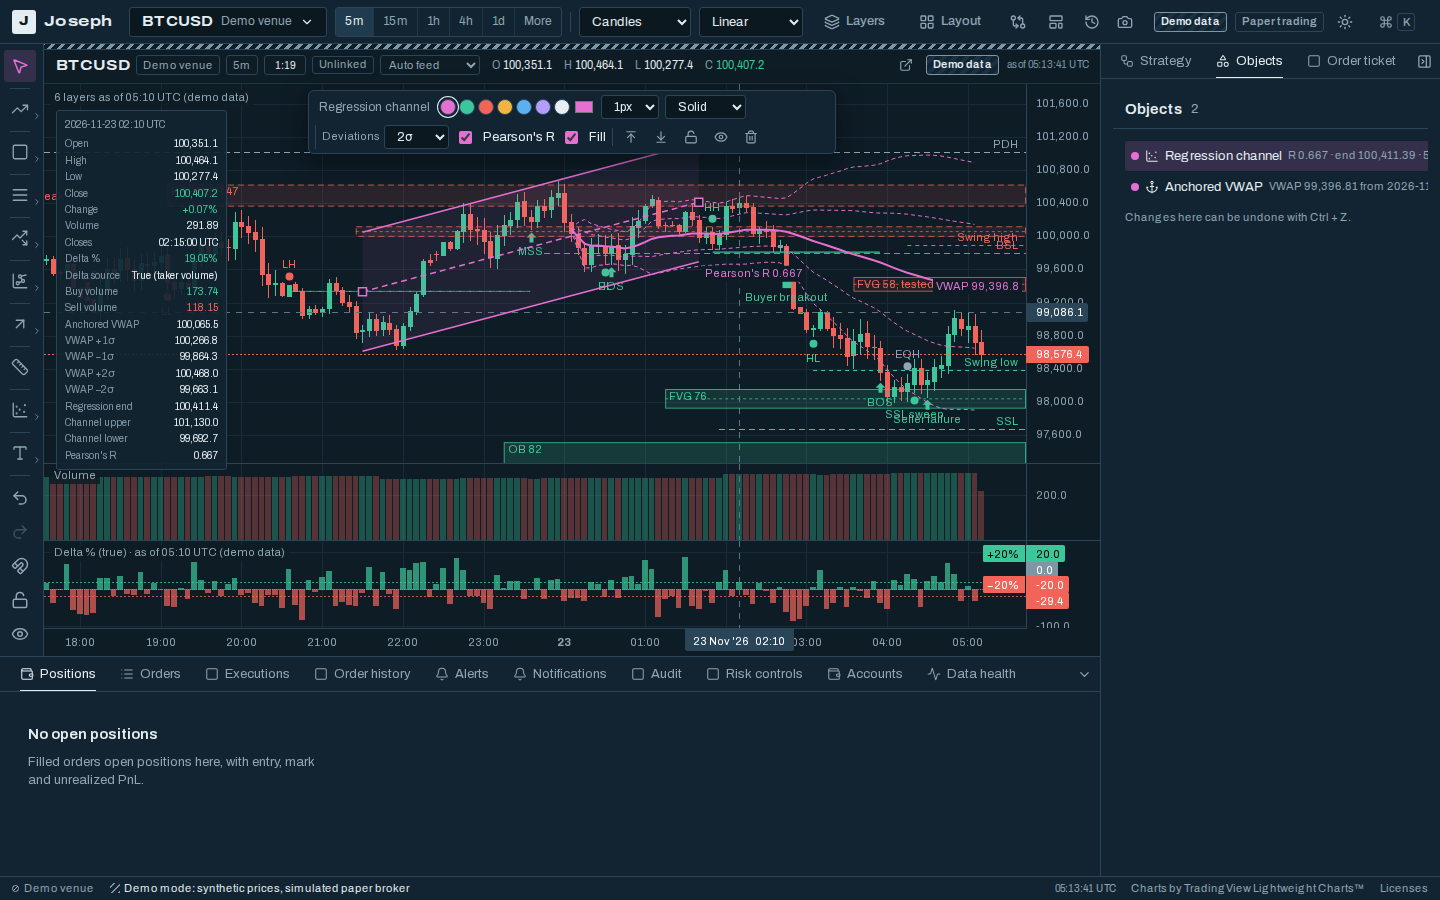 J Joseph BTCUSD Demo venue 5m 15m 1h 4h 1d More Candles Linear Layers Layout Demo data Paper trading ⌘ K
BTCUSD Demo venue 5m 1:19 Unlinked Auto feed O 100,351.1 H 100,464.1 L 100,277.4 C 100,407.2 Demo data as of 05:13:41 UTC
Strategy Objects Order ticket
6 layers as of 05:10 UTC (demo data)
Regression channel 1px Solid
Deviations 2σ Pearson's R Fill
2026-11-23 02:10 UTC
Open 100,351.1
High 100,464.1
Low 100,277.4
Close 100,407.2
Change +0.07%
Volume 291.89
Closes 02:15:00 UTC
Delta % 19.05%
Delta source True (taker volume)
Buy volume 173.74
Sell volume 118.15
Anchored VWAP 100,065.5
VWAP +1σ 100,266.8
VWAP −1σ 99,864.3
VWAP +2σ 100,468.0
VWAP −2σ 99,663.1
Regression end 100,411.4
Channel upper 101,130.0
Channel lower 99,692.7
Pearson's R 0.667
47
LH
MSS
BOS
HH
Pearson's R 0.667
Buyer breakout
HL
EQH
BOS
SSL sweep
Seller failure
PDH
Swing high
BSL
FVG 58, tested
VWAP 99,396.8
Swing low
FVG 76
SSL
OB 82
101,600.0
101,200.0
100,800.0
100,400.0
100,000.0
99,600.0
99,200.0
99,086.1
98,800.0
98,576.4
98,400.0
98,000.0
97,600.0
Volume
200.0
Delta % (true) · as of 05:10 UTC (demo data)
+20% 20.0
0.0
−20% -20.0
-29.4
-100.0
18:00 19:00 20:00 21:00 22:00 23:00 23 01:00 23 Nov '26 02:10 03:00 04:00 05:00
Objects 2
Regression channel R 0.667 · end 100,411.39 · 5
Anchored VWAP VWAP 99,396.81 from 2026-11
Changes here can be undone with Ctrl + Z.
Positions Orders Executions Order history Alerts Notifications Audit Risk controls Accounts Data health
No open positions
Filled orders open positions here, with entry, mark
and unrealized PnL.
Demo venue Demo mode: synthetic prices, simulated paper broker 05:13:41 UTC Charts by TradingView Lightweight Charts™ Licenses